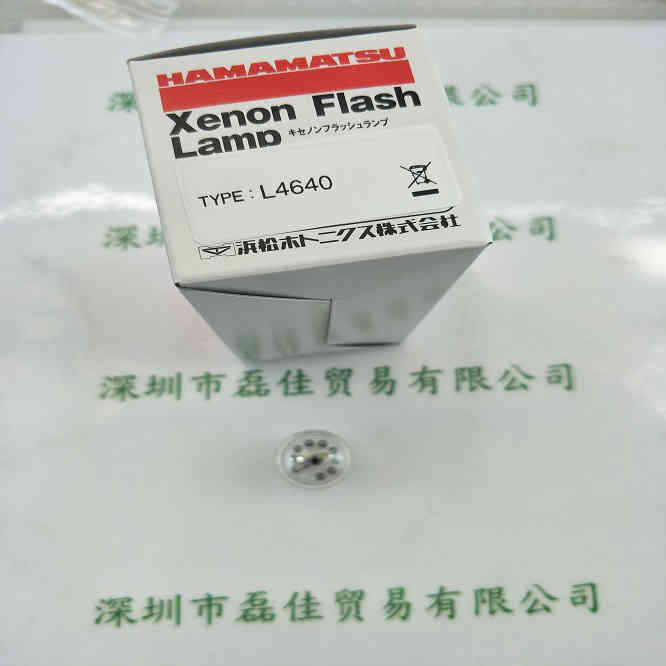 HAMAMATSU
Xenon Flash
Lamp キセノンフラッシュランプ
TYPE : L4640
浜松ホトニクス株式会社
深圳市磊佳贸易有限公司
深圳市磊佳贸易有限公司